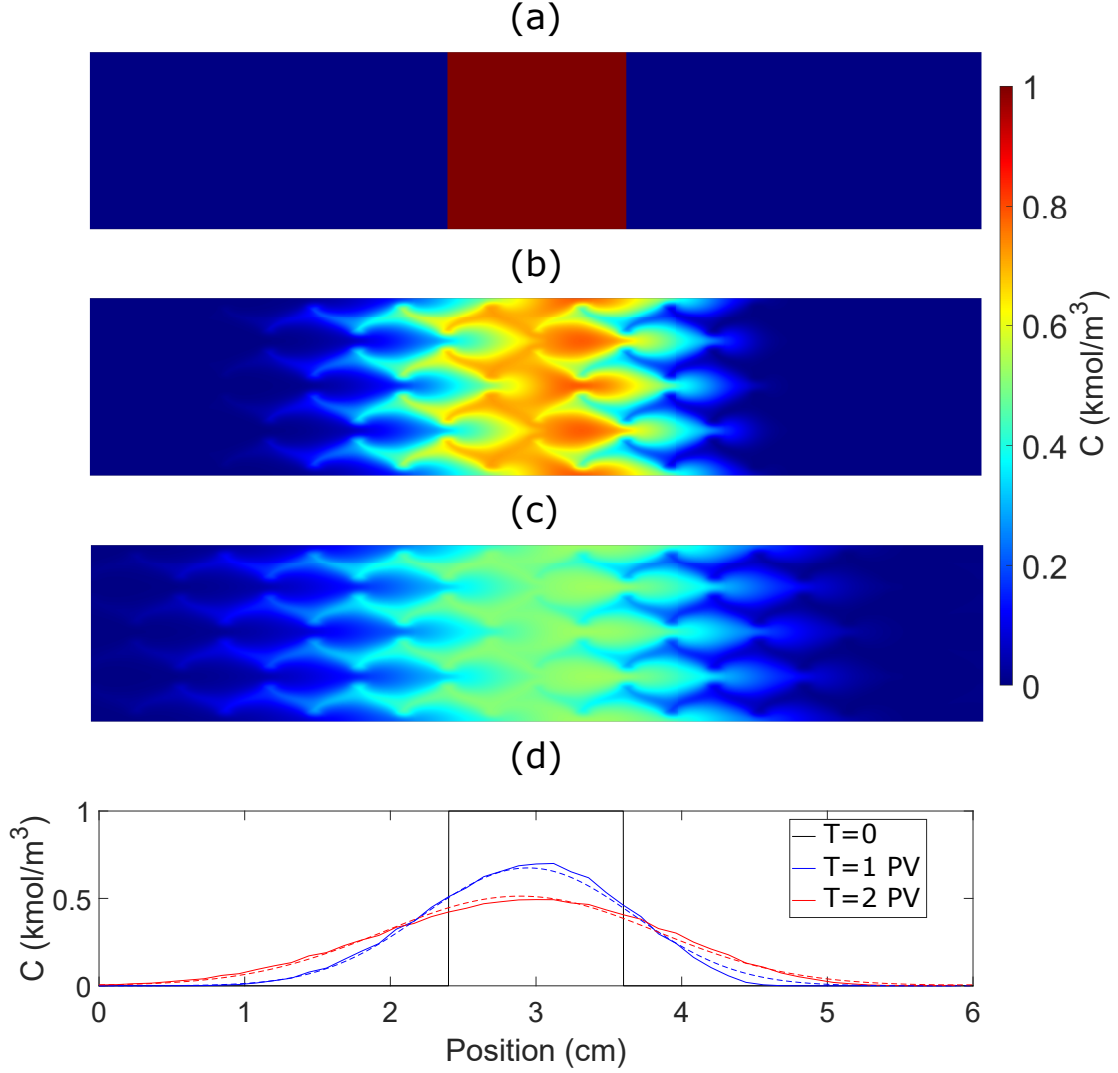 (a)
(b)
(c)
1
0.8
0.6
0.4
0.2
0
C (kmol/m³)
(d)
1
0.5
0
C (kmol/m³)
T=0
T=1 PV
T=2 PV
0 1 2 3 4 5 6
Position (cm)